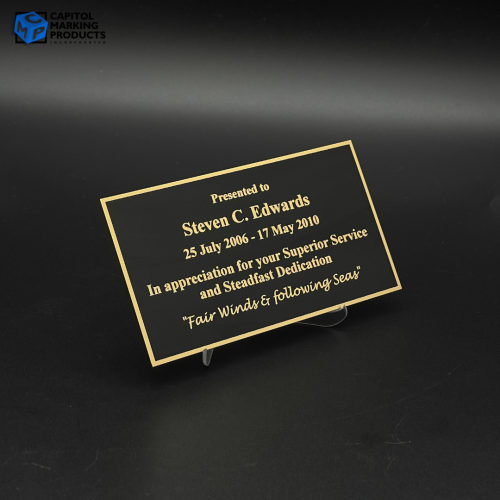 CAPITOL
MARKING
PRODUCTS
INCORPORATED
Presented to
Steven C. Edwards
25 July 2006 - 17 May 2010
In appreciation for your Superior Service
and Steadfast Dedication
"Fair Winds & following Seas"